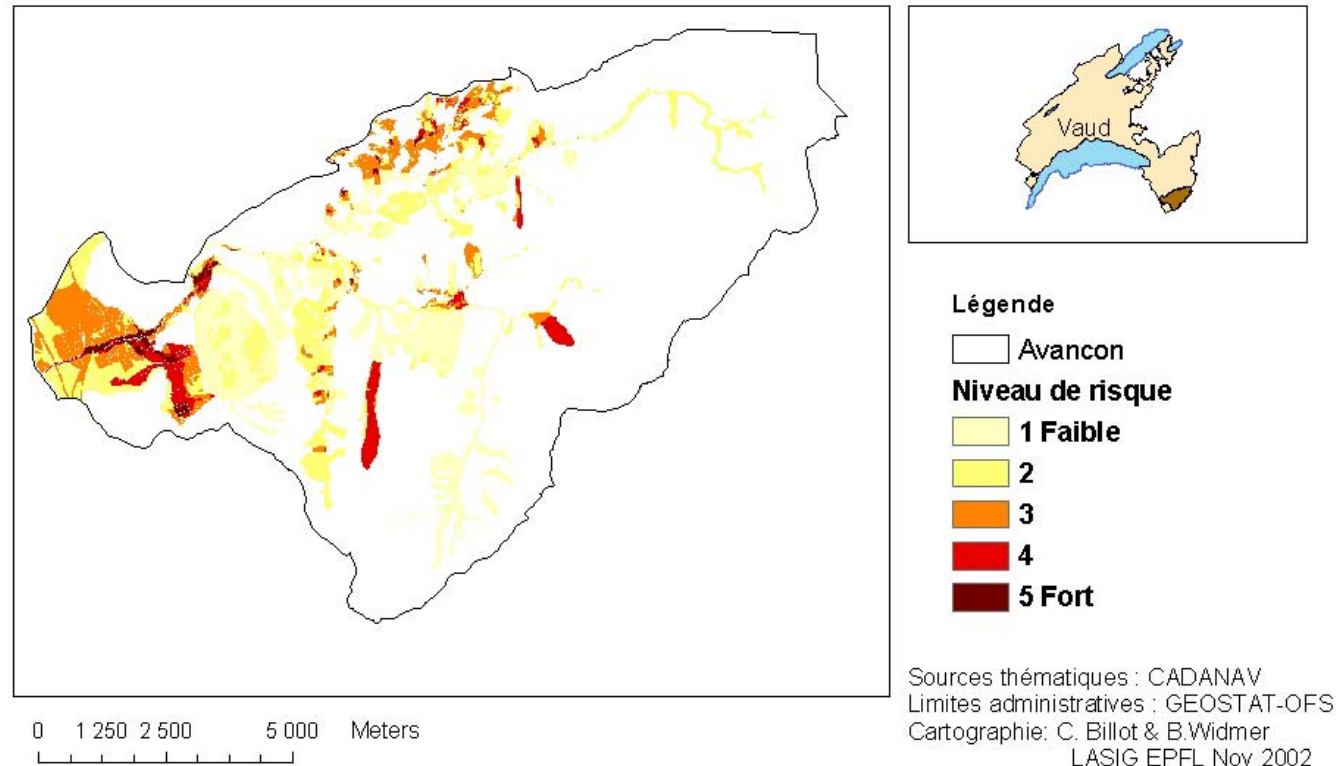 Vaud
Légende
Avancon
Niveau de risque
1 Faible
2
3
4
5 Fort
Sources thématiques : CADANAV
Limites administratives : GEOSTAT-OFS
Cartographie: C. Billot & B.Widmer
LASIG EPFL Nov 2002
0 1 250 2 500 5 000 Meters